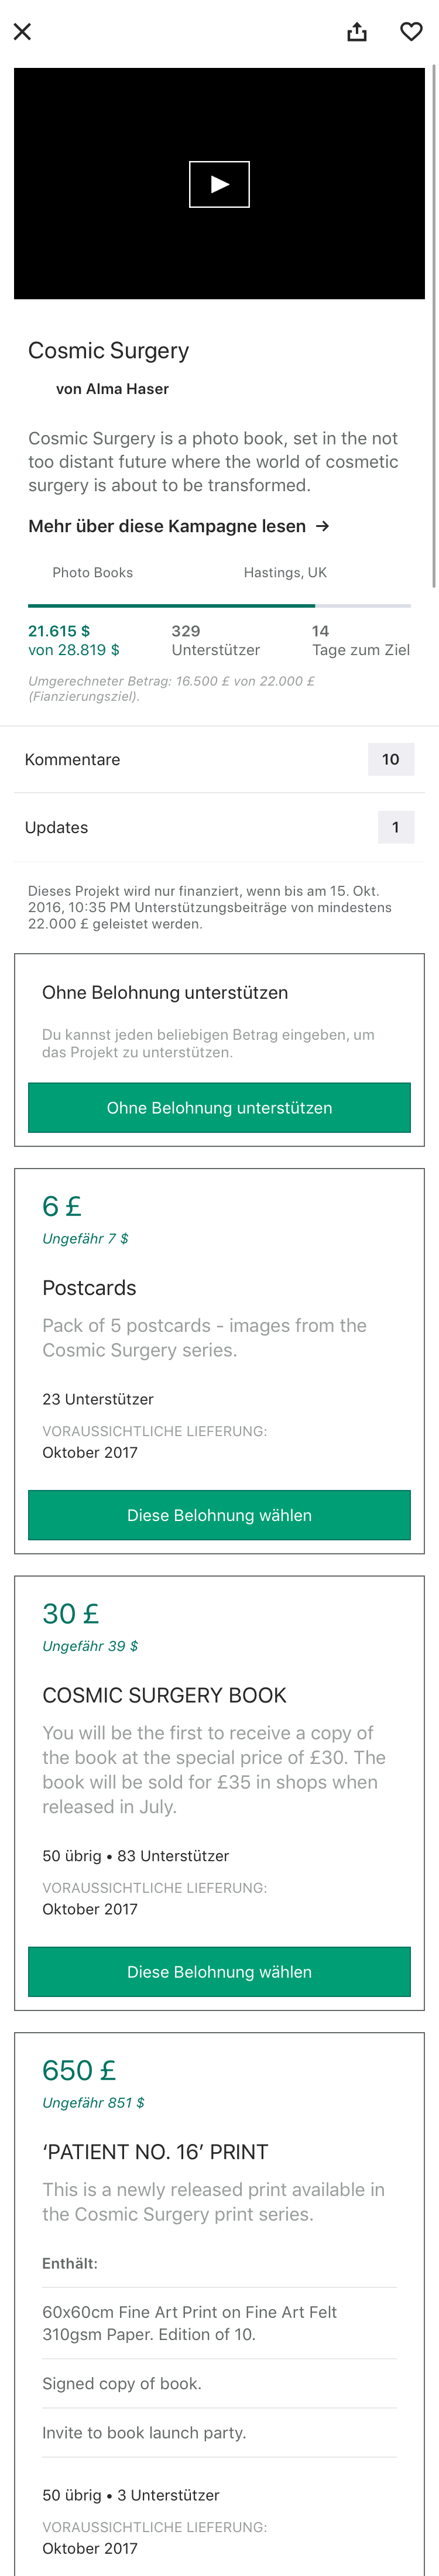 Cosmic Surgery
von Alma Haser
Cosmic Surgery is a photo book, set in the not
too distant future where the world of cosmetic
surgery is about to be transformed.
Mehr über diese Kampagne lesen →
Photo Books
Hastings, UK
21.615 $
von 28.819 $
329
Unterstützer
14
Tage zum Ziel
Umgerechneter Betrag: 16.500 £ von 22.000 £
(Fianzierungsziel).
Kommentare
10
Updates
1
Dieses Projekt wird nur finanziert, wenn bis am 15. Okt.
2016, 10:35 PM Unterstützungsbeiträge von mindestens
22.000 £ geleistet werden.
Ohne Belohnung unterstützen
Du kannst jeden beliebigen Betrag eingeben, um
das Projekt zu unterstützen.
Ohne Belohnung unterstützen
6 £
Ungefähr 7 $
Postcards
Pack of 5 postcards - images from the
Cosmic Surgery series.
23 Unterstützer
VORAUSSICHTLICHE LIEFERUNG:
Oktober 2017
Diese Belohnung wählen
30 £
Ungefähr 39 $
COSMIC SURGERY BOOK
You will be the first to receive a copy of
the book at the special price of £30. The
book will be sold for £35 in shops when
released in July.
50 übrig • 83 Unterstützer
VORAUSSICHTLICHE LIEFERUNG:
Oktober 2017
Diese Belohnung wählen
650 £
Ungefähr 851 $
‘PATIENT NO. 16’ PRINT
This is a newly released print available in
the Cosmic Surgery print series.
Enthält:
60x60cm Fine Art Print on Fine Art Felt
310gsm Paper. Edition of 10.
Signed copy of book.
Invite to book launch party.
50 übrig • 3 Unterstützer
VORAUSSICHTLICHE LIEFERUNG:
Oktober 2017